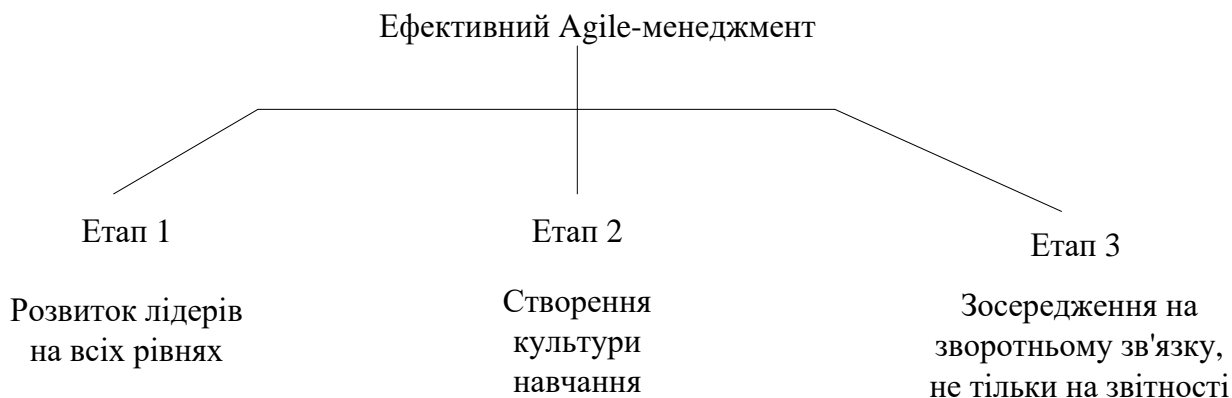 Ефективний Agile-менеджмент
Етап 1
Розвиток лідерів
на всіх рівнях
Етап 2
Створення
культури
навчання
Етап 3
Зосередження на
зворотньому зв'язку,
не тільки на звітності